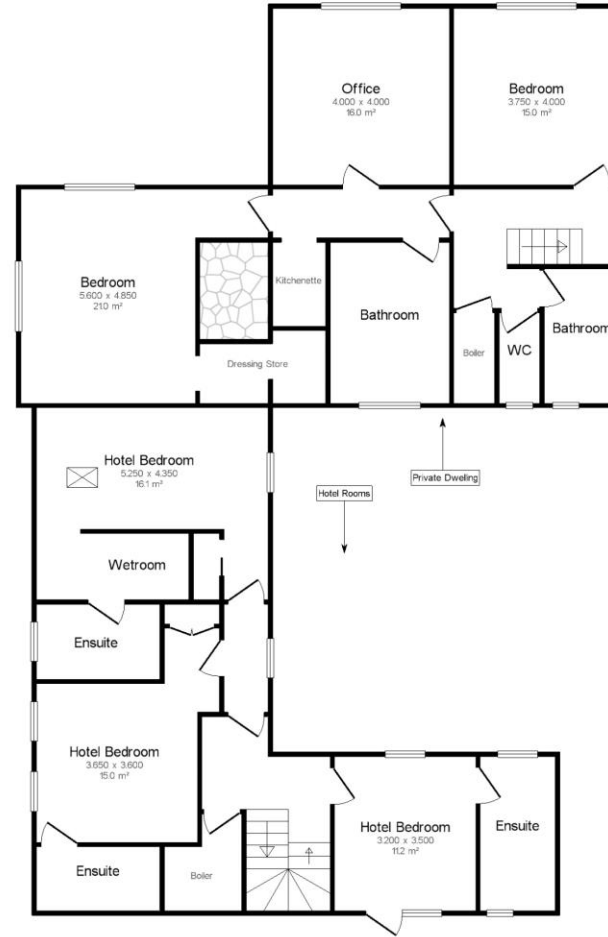 Office
4.000 x 4.000
16.0 m²
Bedroom
3.750 x 4.000
15.0 m²
Bedroom
5.600 x 4.850
21.0 m²
Kitchenette
Bathroom
Dressing Store
Boiler
WC
Bathroom
Hotel Bedroom
5.250 x 4.350
16.1 m²
Private Dwelling
Hotel Rooms
Wetroom
Ensuite
Hotel Bedroom
3.650 x 3.600
15.0 m²
Hotel Bedroom
3.200 x 3.500
11.2 m²
Ensuite
Ensuite
Boiler